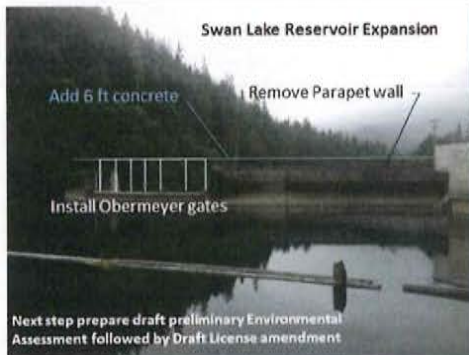 Swan Lake Reservoir Expansion
Add 6 ft concrete
Remove Parapet wall
Install Obermeyer gates
Next step prepare draft preliminary Environmental
Assessment followed by Draft License amendment